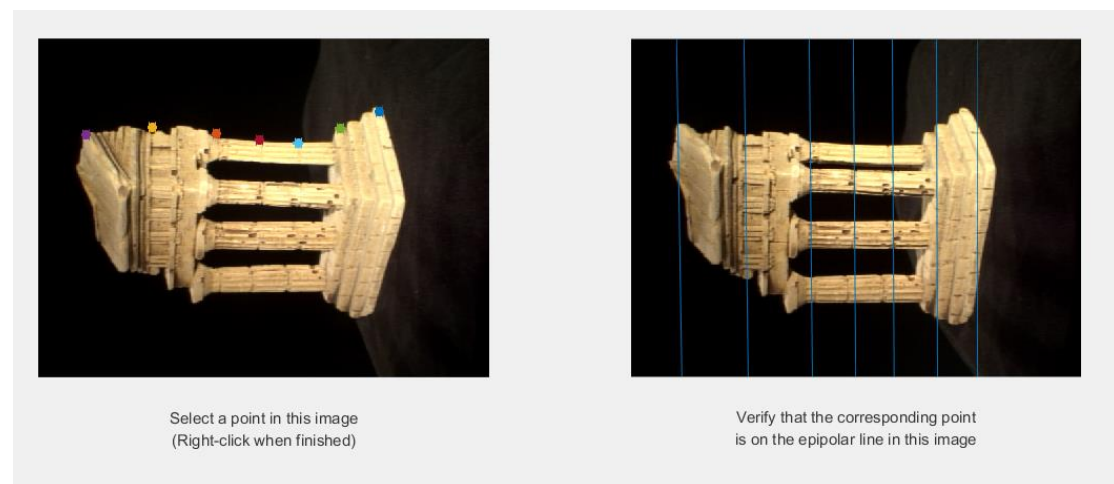 Select a point in this image
(Right-click when finished)
Verify that the corresponding point
is on the epipolar line in this image